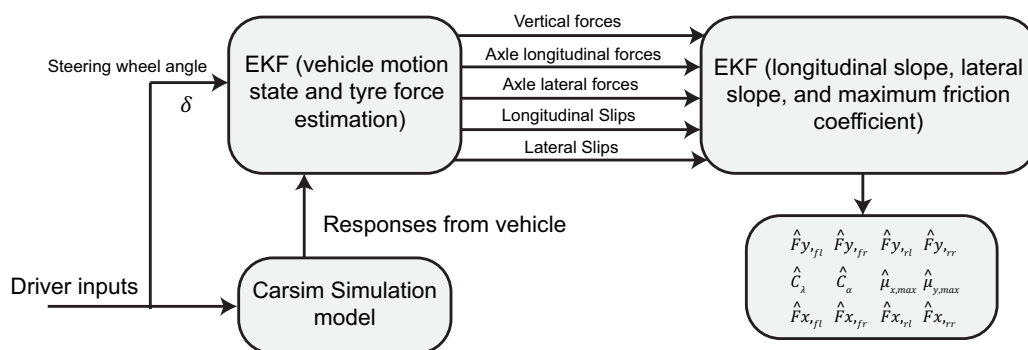 Steering wheel angle
δ
EKF (vehicle motion
state and tyre force
estimation)
Vertical forces
Axle longitudinal forces
Axle lateral forces
Longitudinal Slips
Lateral Slips
EKF (longitudinal slope, lateral
slope, and maximum friction
coefficient)
Responses from vehicle
Driver inputs
Carsim Simulation
model
F̂y,fl F̂y,fr F̂y,rl F̂y,rr
Ĉλ Ĉα μ̂x,max μ̂y,max
F̂x,fl F̂x,fr F̂x,rl F̂x,rr